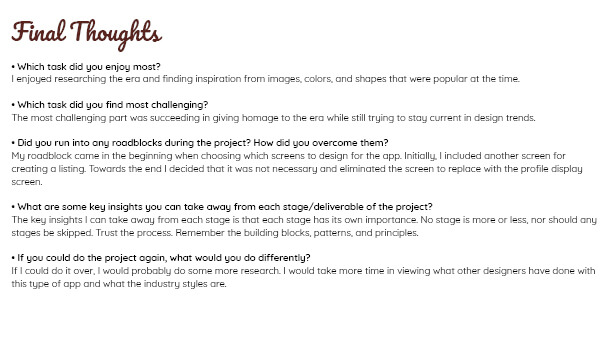 Final Thoughts
• Which task did you enjoy most?
I enjoyed researching the era and finding inspiration from images, colors, and shapes that were popular at the time.
• Which task did you find most challenging?
The most challenging part was succeeding in giving homage to the era while still trying to stay current in design trends.
• Did you run into any roadblocks during the project? How did you overcome them?
My roadblock came in the beginning when choosing which screens to design for the app. Initially, I included another screen for
creating a listing. Towards the end I decided that it was not necessary and eliminated the screen to replace with the profile display
screen.
• What are some key insights you can take away from each stage/deliverable of the project?
The key insights I can take away from each stage is that each stage has its own importance. No stage is more or less, nor should any
stages be skipped. Trust the process. Remember the building blocks, patterns, and principles.
• If you could do the project again, what would you do differently?
If I could do it over, I would probably do some more research. I would take more time in viewing what other designers have done with
this type of app and what the industry styles are.